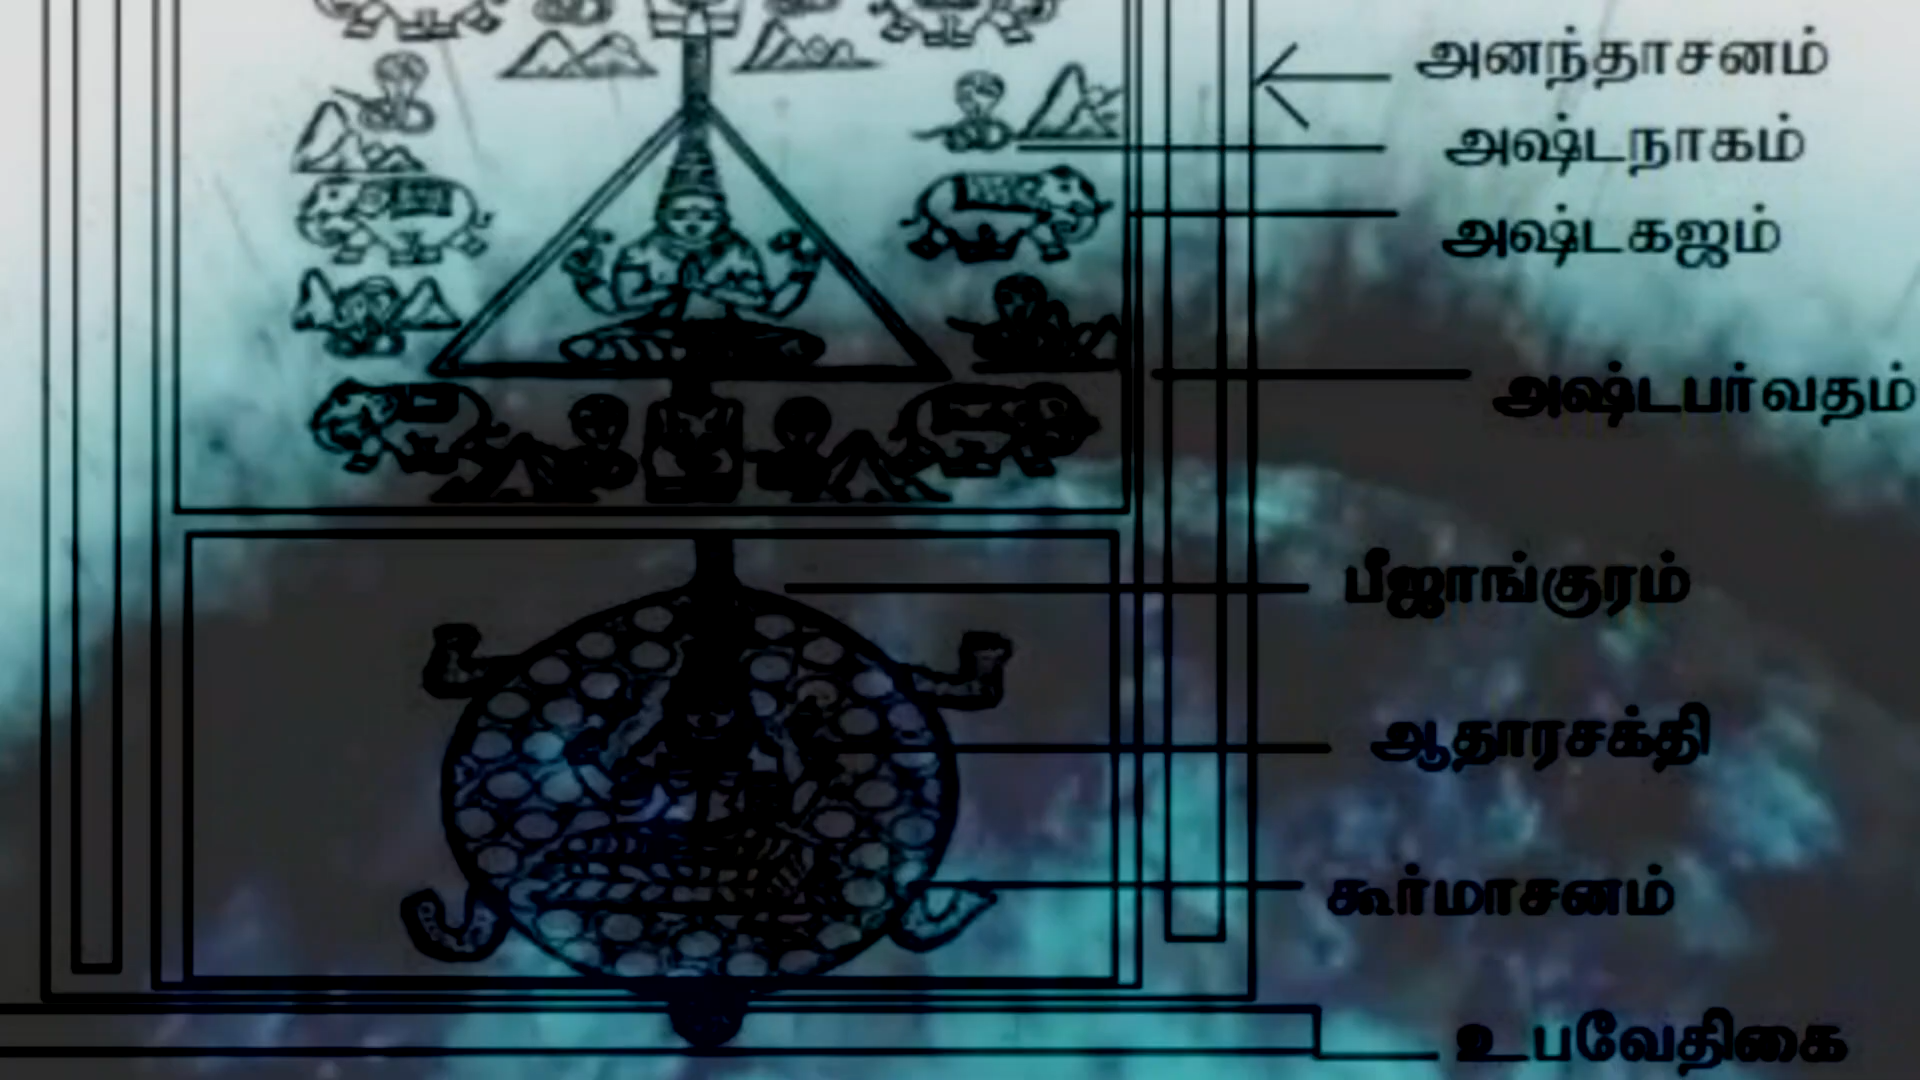 அனந்தாசனம்
அஷ்டநாகம்
அஷ்டகஜம்
அஷ்டபர்வதம்
பீஜாங்குரம்
ஆதாரசக்தி
கூர்மாசனம்
உபவேதிகை